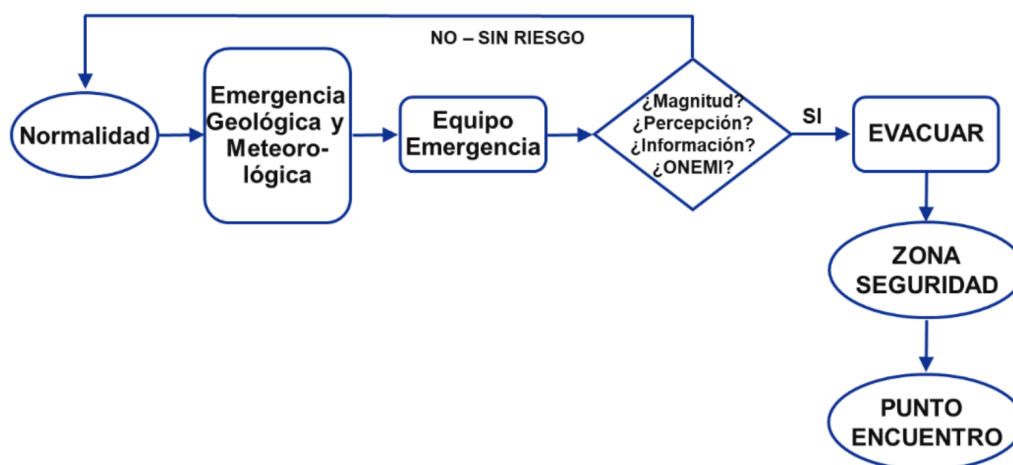 NO – SIN RIESGO
Normalidad
Emergencia
Geológica y
Meteoro-
lógica
Equipo
Emergencia
¿Magnitud?
¿Percepción?
¿Información?
¿ONEMI?
SI
EVACUAR
ZONA
SEGURIDAD
PUNTO
ENCUENTRO